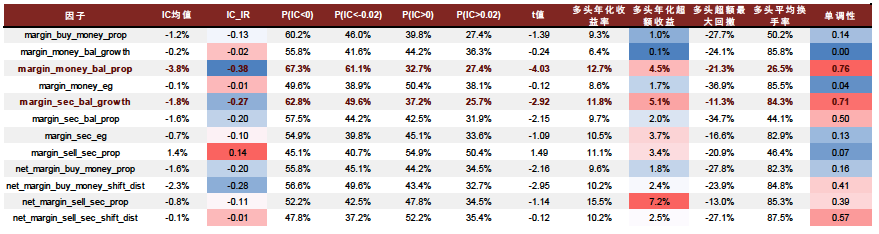 因子 IC均值 IC_IR P(IC<0) P(IC<-0.02) P(IC>0) P(IC>0.02) t值 多头年化收益率 多头年化超额收益 多头超额最大回撤 多头平均换手率 单调性
margin_buy_money_prop -1.2% -0.13 60.2% 46.0% 39.8% 27.4% -1.39 9.3% 1.0% -27.7% 50.2% 0.14
margin_money_bal_growth -0.2% -0.02 55.8% 41.6% 44.2% 36.3% -0.24 6.4% 0.1% -24.1% 85.8% 0.00
margin_money_bal_prop -3.8% -0.38 67.3% 61.1% 32.7% 27.4% -4.03 12.7% 4.5% -21.3% 26.5% 0.76
margin_money_eg -0.1% -0.01 49.6% 38.9% 50.4% 38.1% -0.12 8.6% 1.7% -36.9% 85.5% 0.04
margin_sec_bal_growth -1.8% -0.27 62.8% 49.6% 37.2% 25.7% -2.92 11.8% 5.1% -11.3% 84.3% 0.71
margin_sec_bal_prop -1.6% -0.20 57.5% 44.2% 42.5% 31.9% -2.15 9.7% 2.0% -34.7% 44.1% 0.50
margin_sec_eg -0.7% -0.10 54.9% 39.8% 45.1% 33.6% -1.09 10.5% 3.7% -16.6% 82.9% 0.13
margin_sell_sec_prop 1.4% 0.14 45.1% 40.7% 54.9% 50.4% 1.49 11.1% 3.4% -20.9% 46.4% 0.07
net_margin_buy_money_prop -1.6% -0.20 55.8% 45.1% 44.2% 34.5% -2.16 9.6% 1.8% -27.8% 82.3% 0.16
net_margin_buy_money_shift_dist -2.3% -0.28 56.6% 49.6% 43.4% 32.7% -2.95 10.2% 2.4% -23.9% 84.8% 0.41
net_margin_sell_sec_prop -0.8% -0.11 52.2% 42.5% 47.8% 34.5% -1.14 15.5% 7.2% -13.0% 85.3% 0.39
net_margin_sell_sec_shift_dist -0.1% -0.01 47.8% 37.2% 52.2% 35.4% -0.12 10.2% 2.5% -27.1% 87.5% 0.57